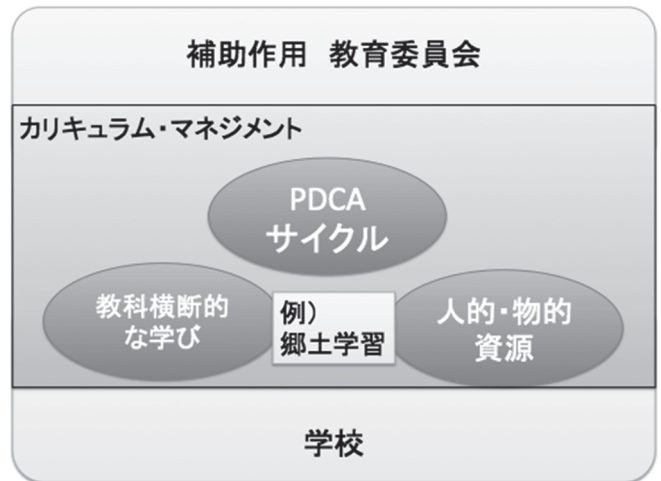 補助作用　教育委員会
カリキュラム・マネジメント
PDCA
サイクル
教科横断的
な学び
例）
郷土学習
人的・物的
資源
学校